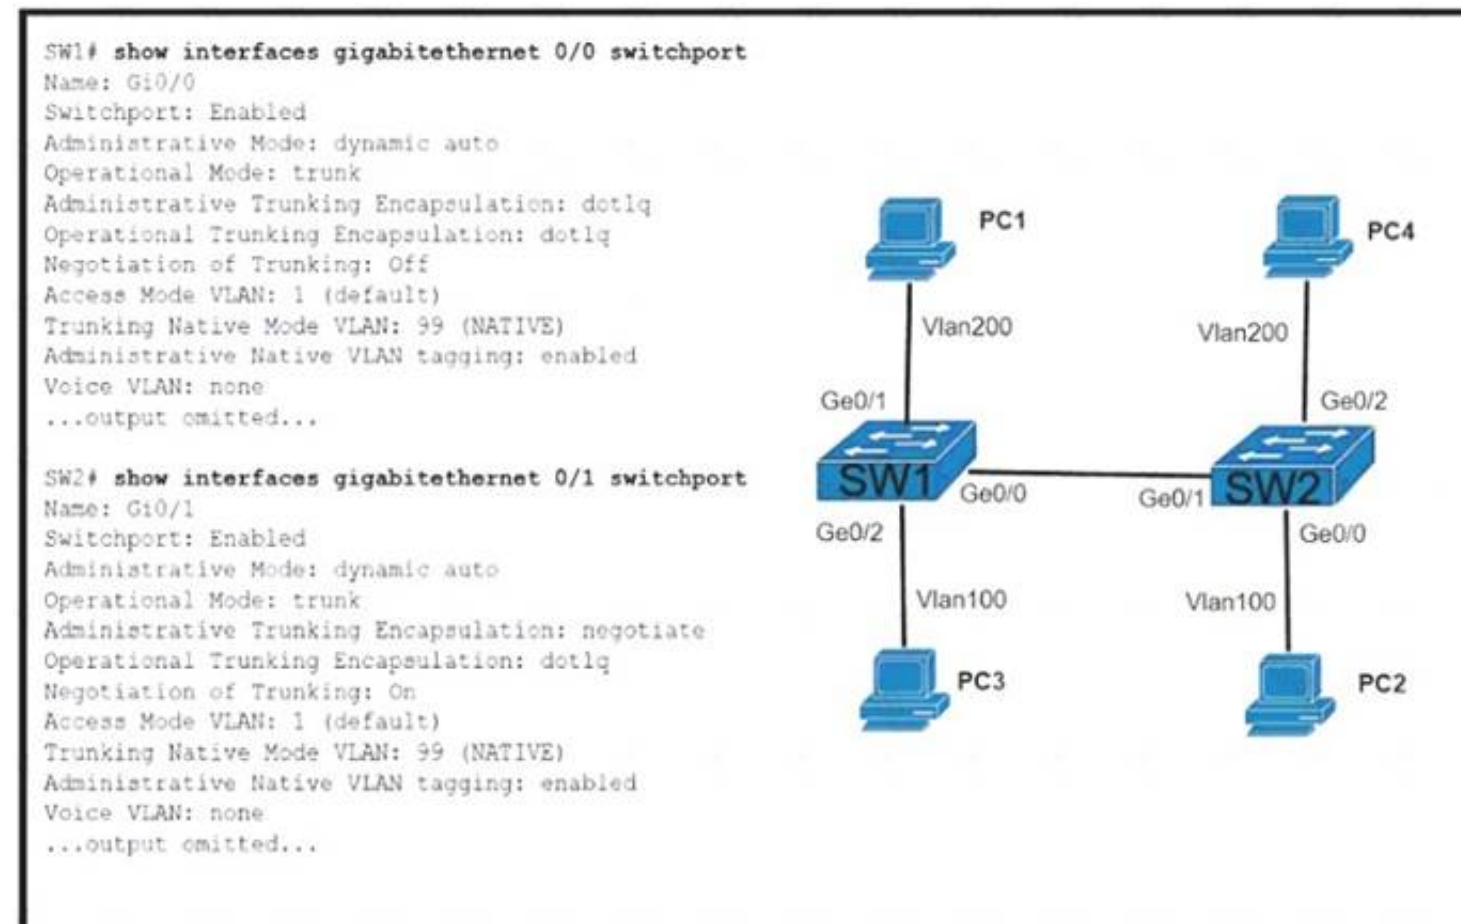 SW1# show interfaces gigabitethernet 0/0 switchport
Name: Gi0/0
Switchport: Enabled
Administrative Mode: dynamic auto
Operational Mode: trunk
Administrative Trunking Encapsulation: dot1q
Operational Trunking Encapsulation: dot1q
Negotiation of Trunking: Off
Access Mode VLAN: 1 (default)
Trunking Native Mode VLAN: 99 (NATIVE)
Administrative Native VLAN tagging: enabled
Voice VLAN: none
...output omitted...
SW2# show interfaces gigabitethernet 0/1 switchport
Name: Gi0/1
Switchport: Enabled
Administrative Mode: dynamic auto
Operational Mode: trunk
Administrative Trunking Encapsulation: negotiate
Operational Trunking Encapsulation: dot1q
Negotiation of Trunking: On
Access Mode VLAN: 1 (default)
Trunking Native Mode VLAN: 99 (NATIVE)
Administrative Native VLAN tagging: enabled
Voice VLAN: none
...output omitted...
PC1
PC4
Vlan200
Vlan200
Ge0/1
Ge0/2
SW1
Ge0/0
Ge0/1
SW2
Ge0/2
Ge0/0
Vlan100
Vlan100
PC3
PC2